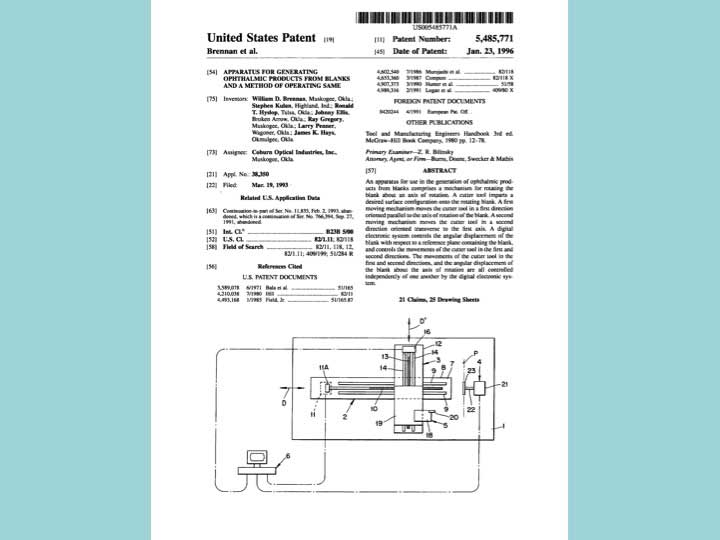 US005485771A
United States Patent [19]
Brennan et al.
[11] Patent Number: 5,485,771
[45] Date of Patent: Jan. 23, 1996
[54] APPARATUS FOR GENERATING
OPHTHALMIC PRODUCTS FROM BLANKS
AND A METHOD OF OPERATING SAME
[75] Inventors: William D. Brennan, Muskogee, Okla.;
Stephen Kulan, Highland, Ind.; Ronald
T. Hyslop, Tulsa, Okla.; Johnny Ellis,
Broken Arrow, Okla.; Ray Gregory,
Muskogee, Okla.; Larry Penner,
Wagoner, Okla.; James K. Hays,
Okmulgee, Okla.
[73] Assignee: Coburn Optical Industries, Inc.,
Muskogee, Okla.
[21] Appl. No.: 38,350
[22] Filed: Mar. 19, 1993
Related U.S. Application Data
[63] Continuation-in-part of Ser. No. 11,855, Feb. 2, 1993, aban-
doned, which is a continuation of Ser. No. 766,594, Sep. 27,
1991, abandoned.
[51] Int. Cl.6 ........ B23B 5/00
[52] U.S. Cl. ........ 82/1.11; 82/118
[58] Field of Search ........ 82/11, 118, 12,
82/1.11; 409/199; 51/284 R
[56] References Cited
U.S. PATENT DOCUMENTS
3,589,078 6/1971 Bala et al. ........ 51/165
4,210,038 7/1980 Hill ........ 82/11
4,493,168 1/1985 Field, Jr. ........ 51/165.87
4,602,540 7/1986 Murofushi et al. ........ 82/118
4,653,360 3/1987 Compton ........ 82/118 X
4,907,373 3/1990 Hunter et al. ........ 51/58
4,989,316 2/1991 Logan et al. ........ 409/80 X
FOREIGN PATENT DOCUMENTS
0420244 4/1991 European Pat. Off.
OTHER PUBLICATIONS
Tool and Manufacturing Engineers Handbook 3rd ed.
McGraw-Hill Book Company, 1980 pp. 12-78.
Primary Examiner—Z. R. Bilinsky
Attorney, Agent, or Firm—Burns, Doane, Swecker & Mathis
[57] ABSTRACT
An apparatus for use in the generation of ophthalmic prod-
ucts from blanks comprises a mechanism for rotating the
blank about an axis of rotation. A cutter tool imparts a
desired surface configuration onto the rotating blank. A first
moving mechanism moves the cutter tool in a first direction
oriented parallel to the axis of rotation of the blank. A second
moving mechanism moves the cutter tool in a second
direction oriented transverse to the first axis. A digital
electronic system controls the angular displacement of the
blank with respect to a reference plane containing the blank,
and controls the movements of the cutter tool in the first and
second directions. The movements of the cutter tool in the
first and second directions, and the angular displacement of
the blank about the axis of rotation are all controlled
independently of one another by the digital electronic sys-
tem.
21 Claims, 25 Drawing Sheets
D'
16
12
13
14
3
P
11A
14
9
8
7
23
4
21
D
11
2
10
19
9
20
5
18
22
1
6